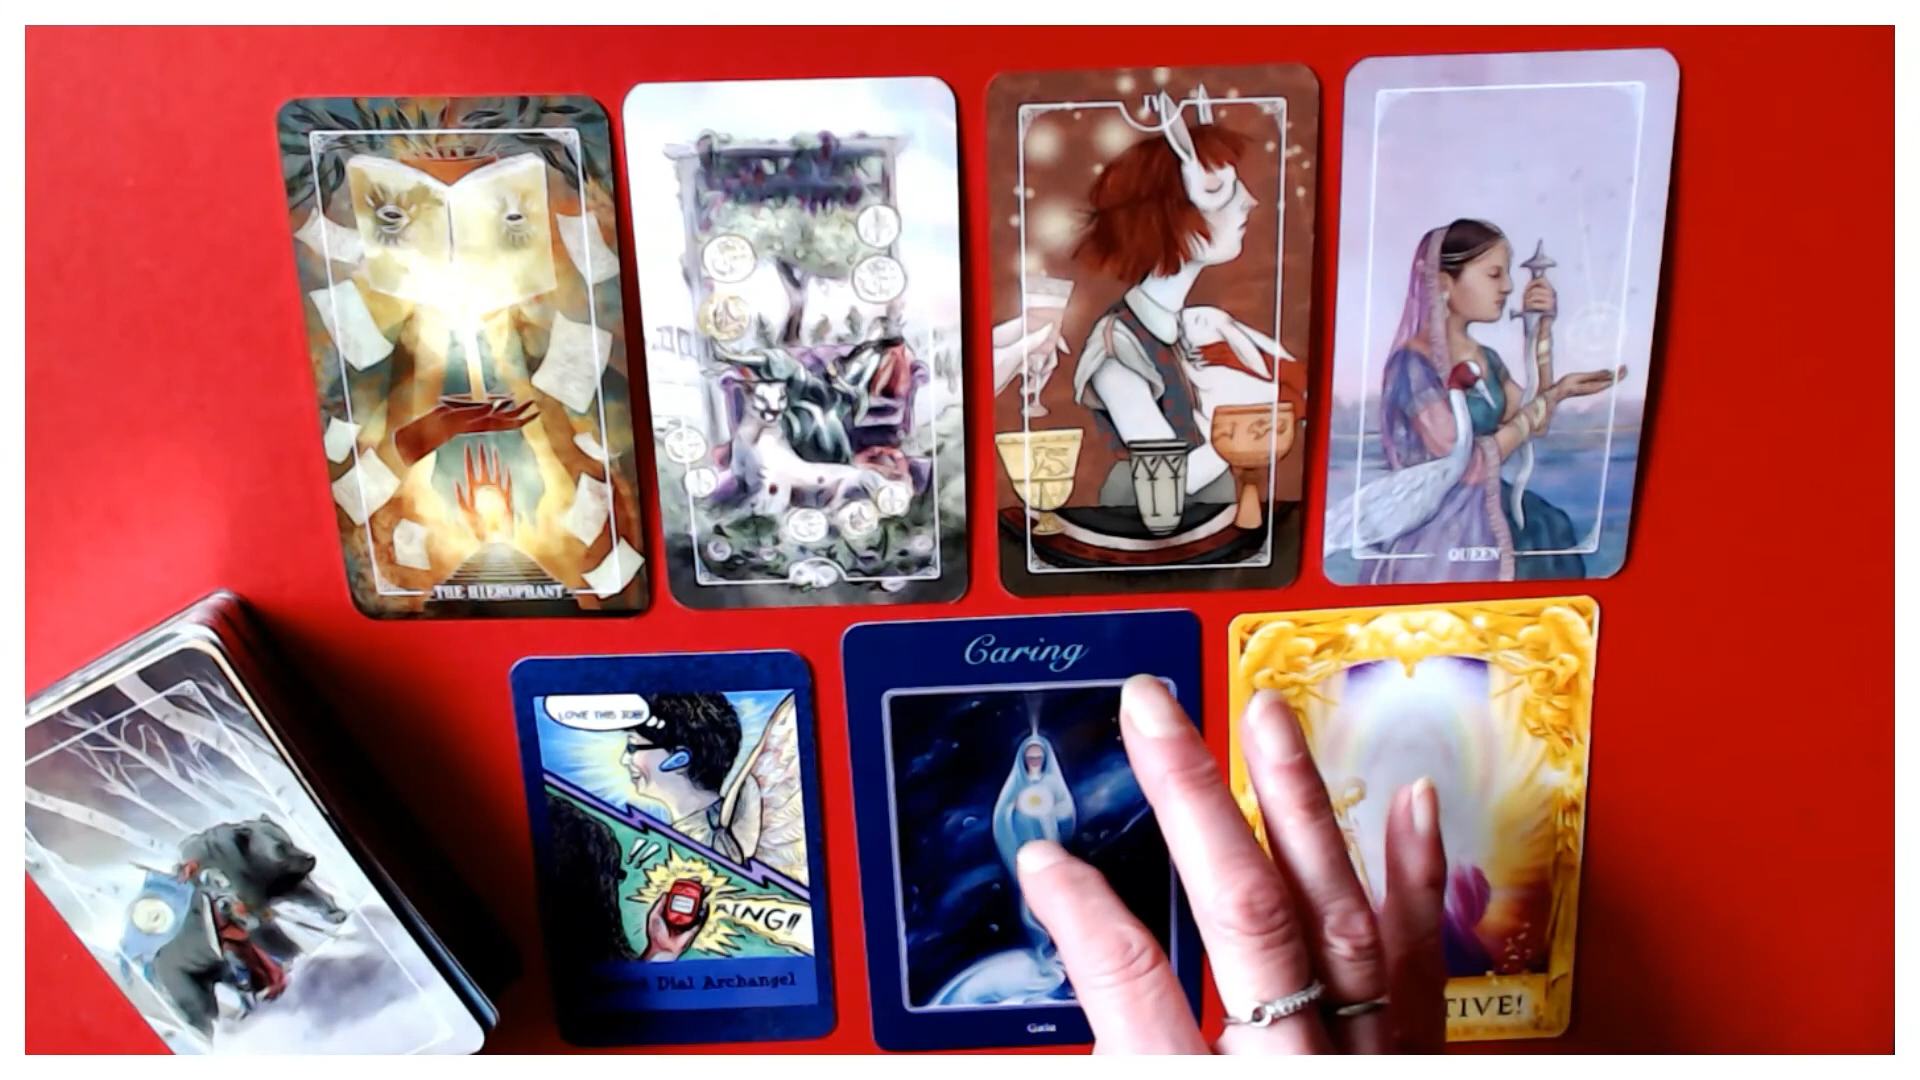 IV
THE HIEROPHANT
QUEEN
Caring
LOVE THIS JOB!
RING!!
Dial Archangel
Gaia
TIVE!